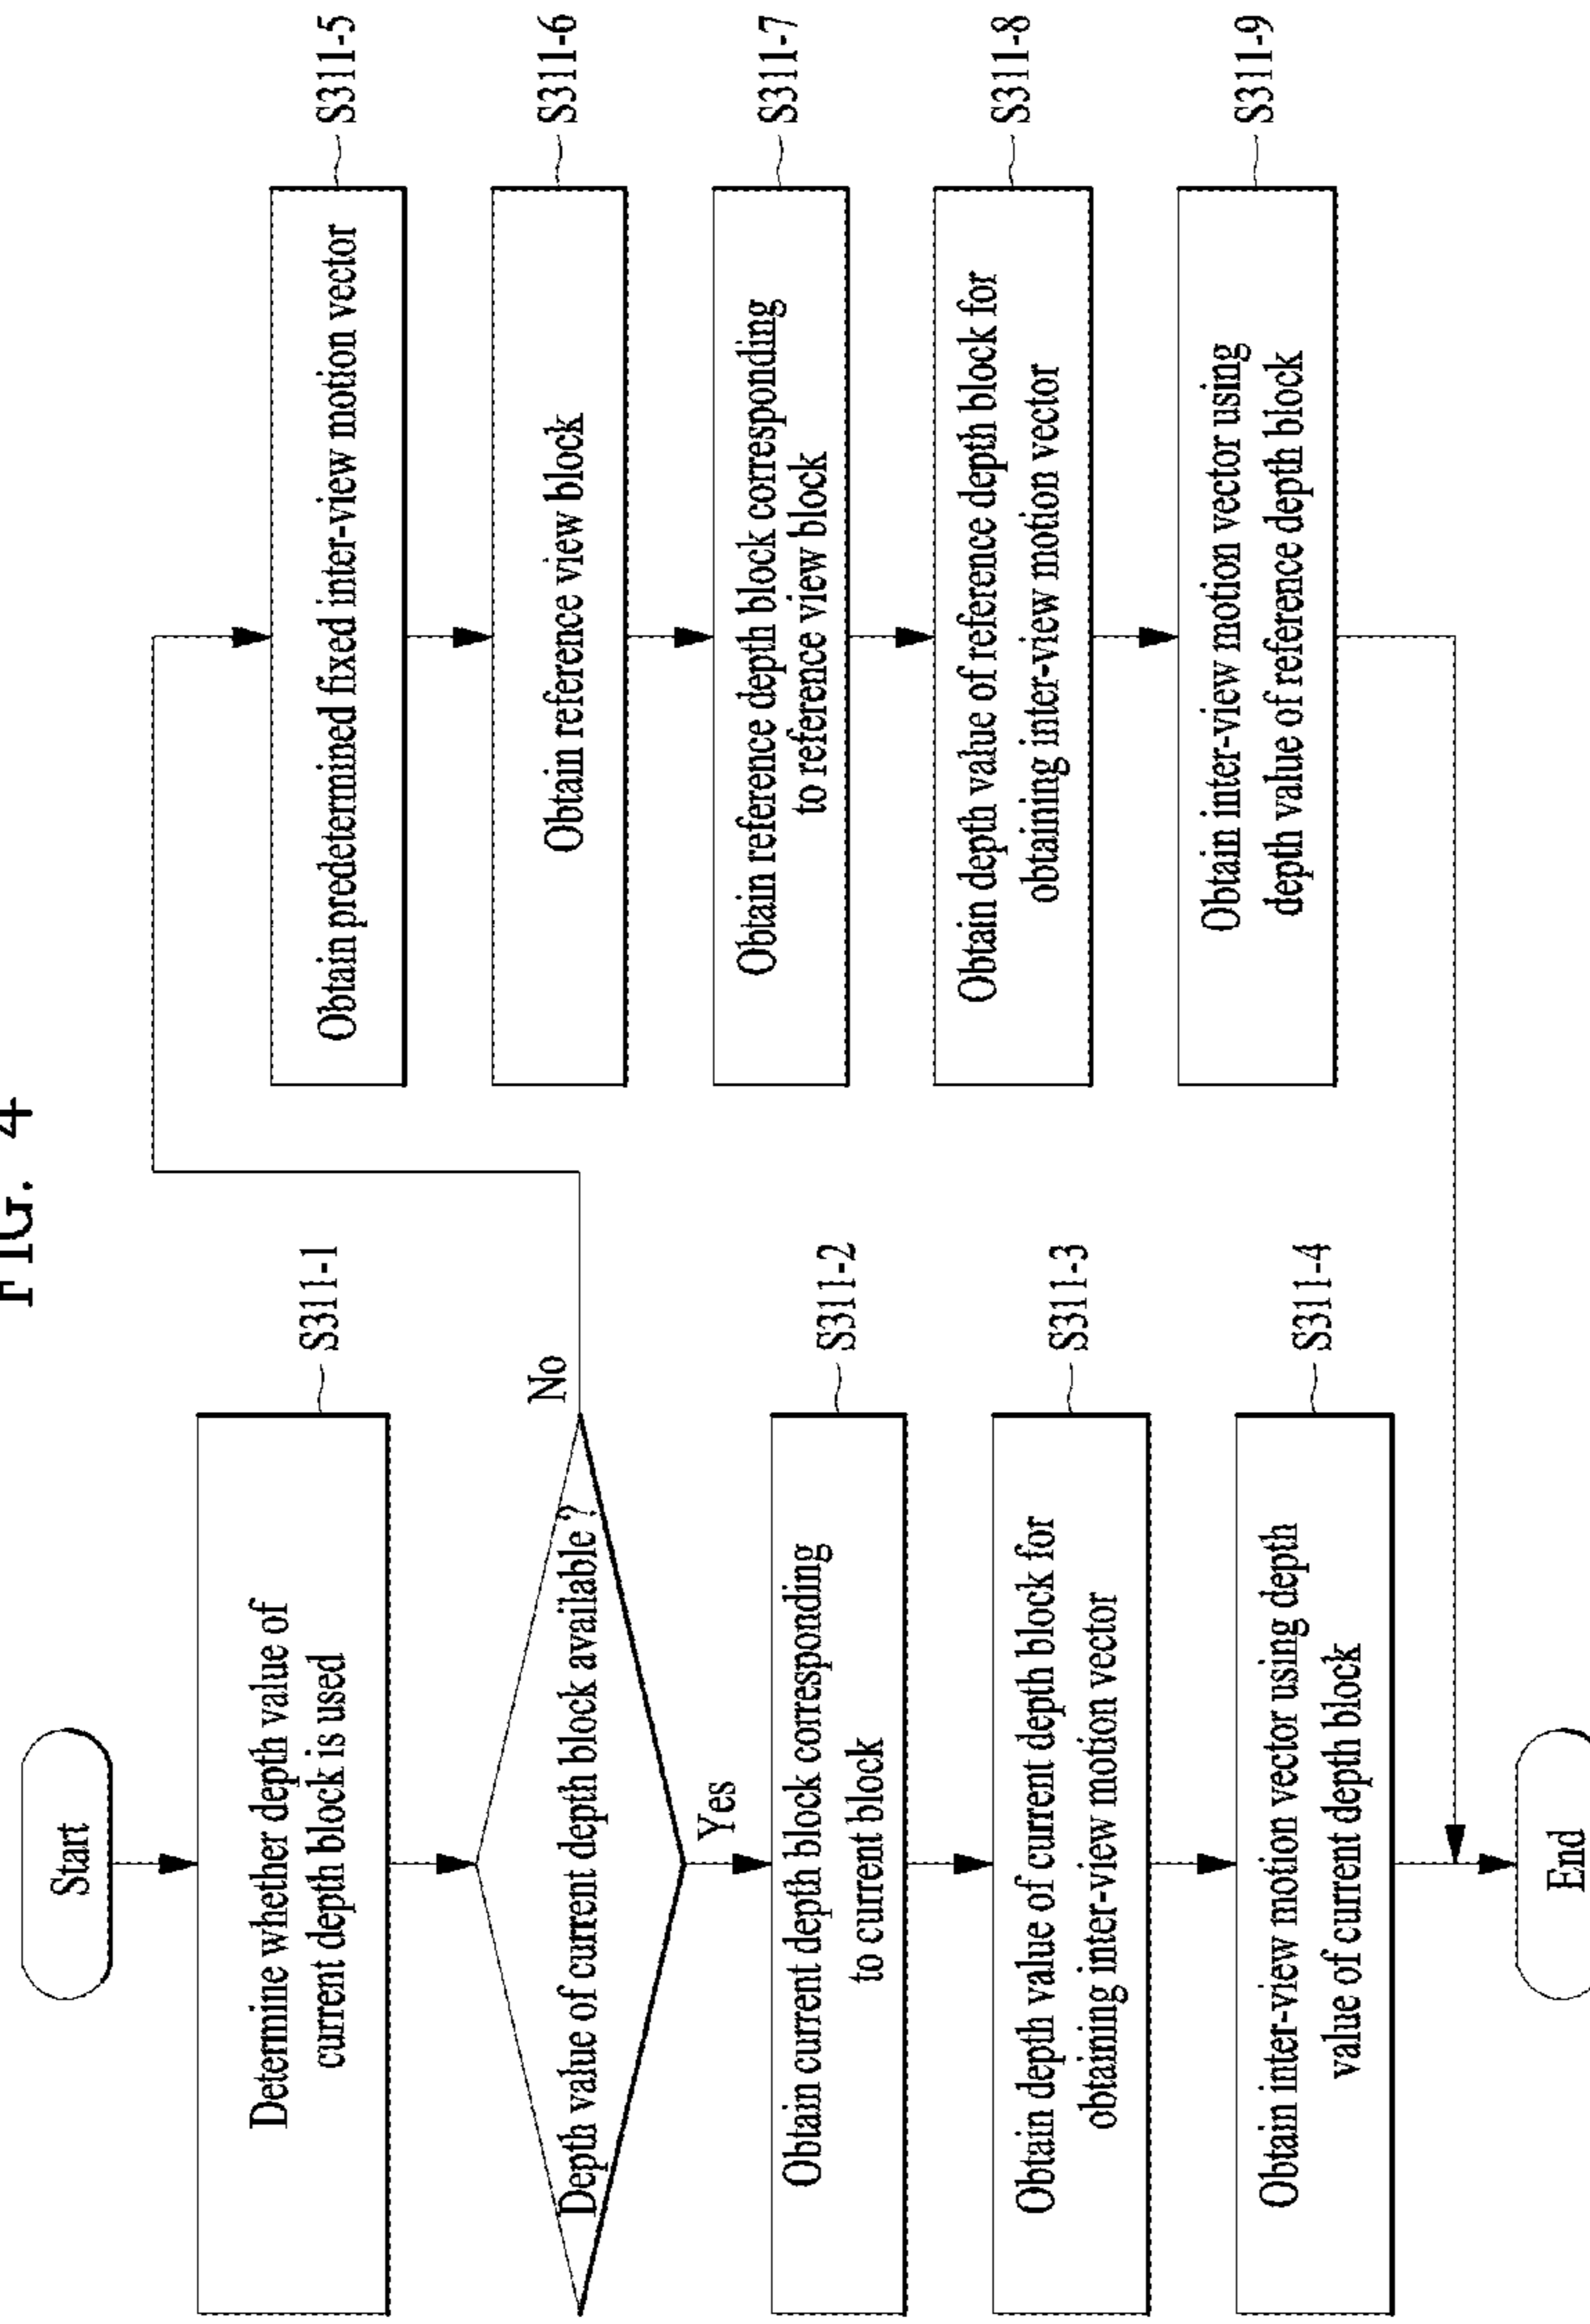 FIG. 4
Start
Determine whether depth value of
current depth block is used
S311-1
Depth value of current depth block available ?
No
Yes
Obtain current depth block corresponding
to current block
S311-2
Obtain depth value of current depth block for
obtaining inter-view motion vector
S311-3
Obtain inter-view motion vector using depth
value of current depth block
S311-4
End
Obtain predetermined fixed inter-view motion vector
S311-5
Obtain reference view block
S311-6
Obtain reference depth block corresponding
to reference view block
S311-7
Obtain depth value of reference depth block for
obtaining inter-view motion vector
S311-8
Obtain inter-view motion vector using
depth value of reference depth block
S311-9